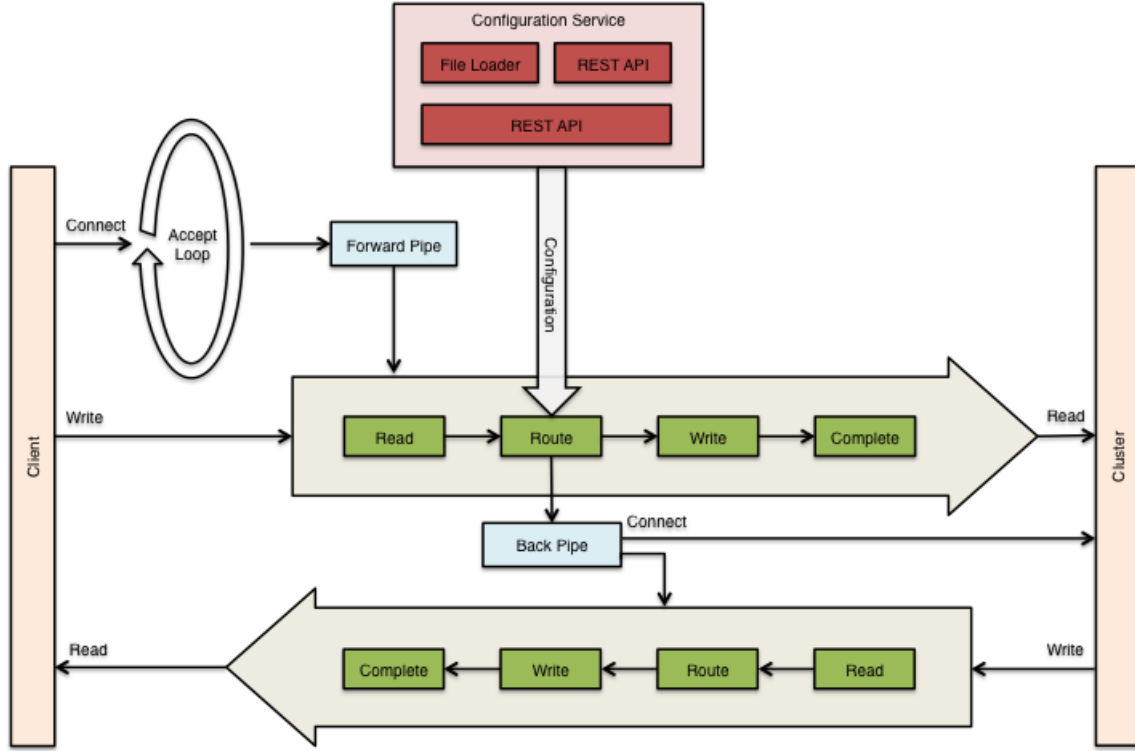 Configuration Service
File Loader
REST API
REST API
Connect
Accept
Loop
Forward Pipe
Configuration
Write
Read
Client
Read
Route
Write
Complete
Cluster
Back Pipe
Connect
Read
Complete
Write
Route
Read
Write